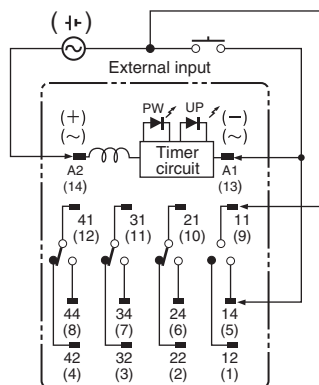 External input
PW UP
(+) (−)
(~) (~)
Timer
circuit
A2 A1
(14) (13)
41 31 21 11
(12) (11) (10) (9)
44 34 24 14
(8) (7) (6) (5)
42 32 22 12
(4) (3) (2) (1)